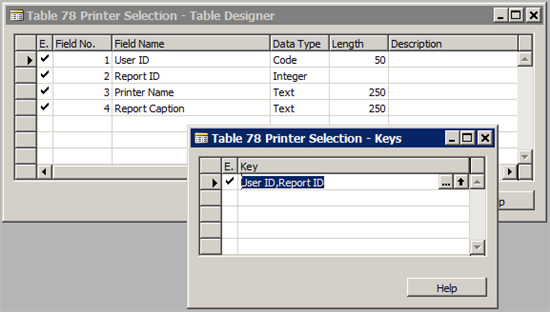 Table 78 Printer Selection - Table Designer
E. Field No. Field Name Data Type Length Description
1 User ID Code 50
2 Report ID Integer
3 Printer Name Text 250
4 Report Caption Text 250
Table 78 Printer Selection - Keys
E. Key
User ID,Report ID
...
lp
Help